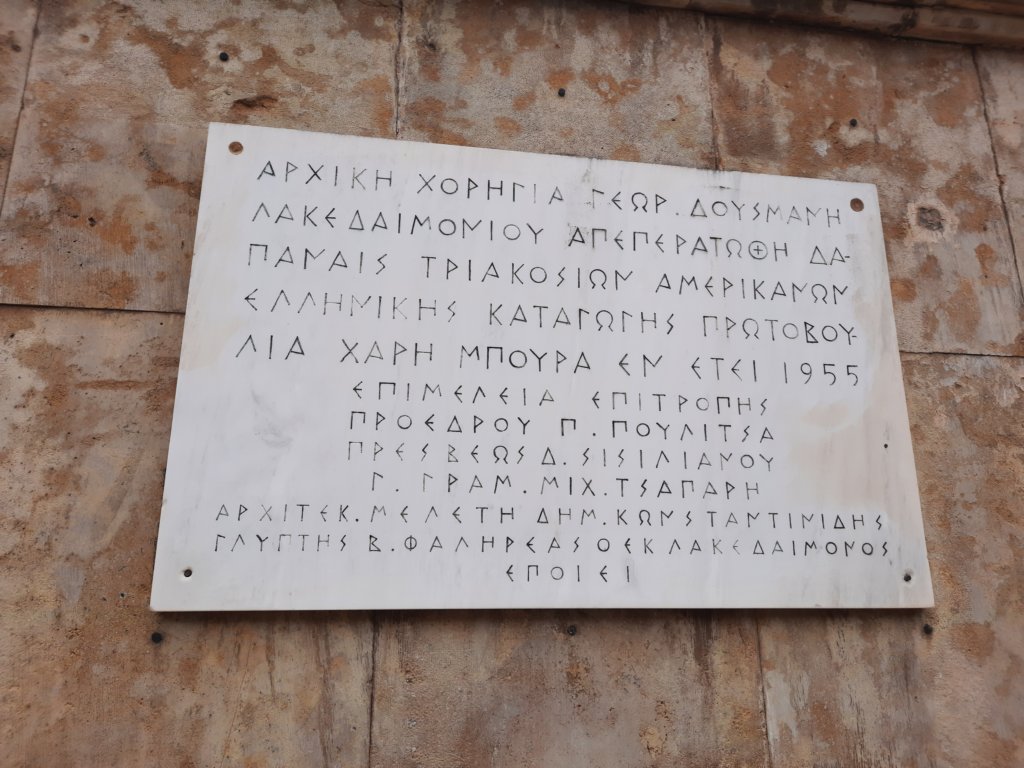 ΑΡΧΙΚΗ ΧΟΡΗΓΙΑ ΓΕΩΡ. ΔΟΥΣΜΑΝΗ
ΛΑΚΕΔΑΙΜΟΝΙΟΥ ΑΠΕΠΕΡΑΤΩΘΗ ΔΑ-
ΠΑΝΑΙΣ ΤΡΙΑΚΟΣΙΩΝ ΑΜΕΡΙΚΑΝΩΝ
ΕΛΛΗΝΙΚΗΣ ΚΑΤΑΓΩΓΗΣ ΠΡΩΤΟΒΟΥ-
ΛΙΑ ΧΑΡΗ ΜΠΟΥΡΑ ΕΝ ΕΤΕΙ 1955
ΕΠΙΜΕΛΕΙΑ ΕΠΙΤΡΟΠΗΣ
ΠΡΟΕΔΡΟΥ Π. ΠΟΥΛΙΤΣΑ
ΠΡΕΣΒΕΩΣ Δ. ΣΙΣΙΛΙΑΝΟΥ
Γ. ΓΡΑΜ. ΜΙΧ. ΤΣΑΠΑΡΗ
ΑΡΧΙΤΕΚ. ΜΕΛΕΤΗ ΔΗΜ. ΚΩΝΣΤΑΝΤΙΝΙΔΗΣ
ΓΛΥΠΤΗΣ Β. ΦΑΛΗΡΕΑΣ Ο ΕΚ ΛΑΚΕΔΑΙΜΟΝΟΣ
ΕΠΟΙΕΙ